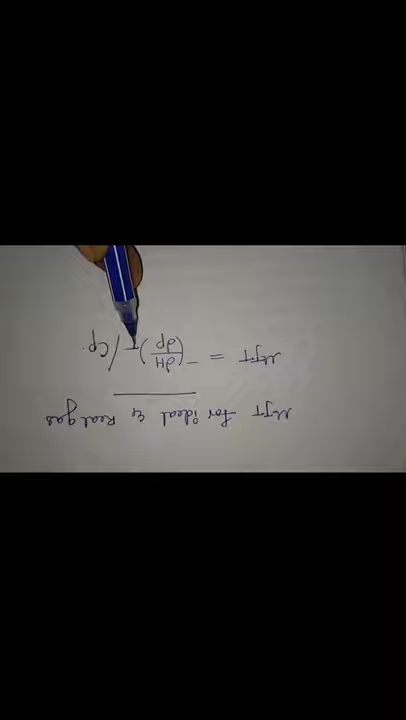 μJT for ideal & Real gas
μJT = -(∂H/∂P)T/Cp.